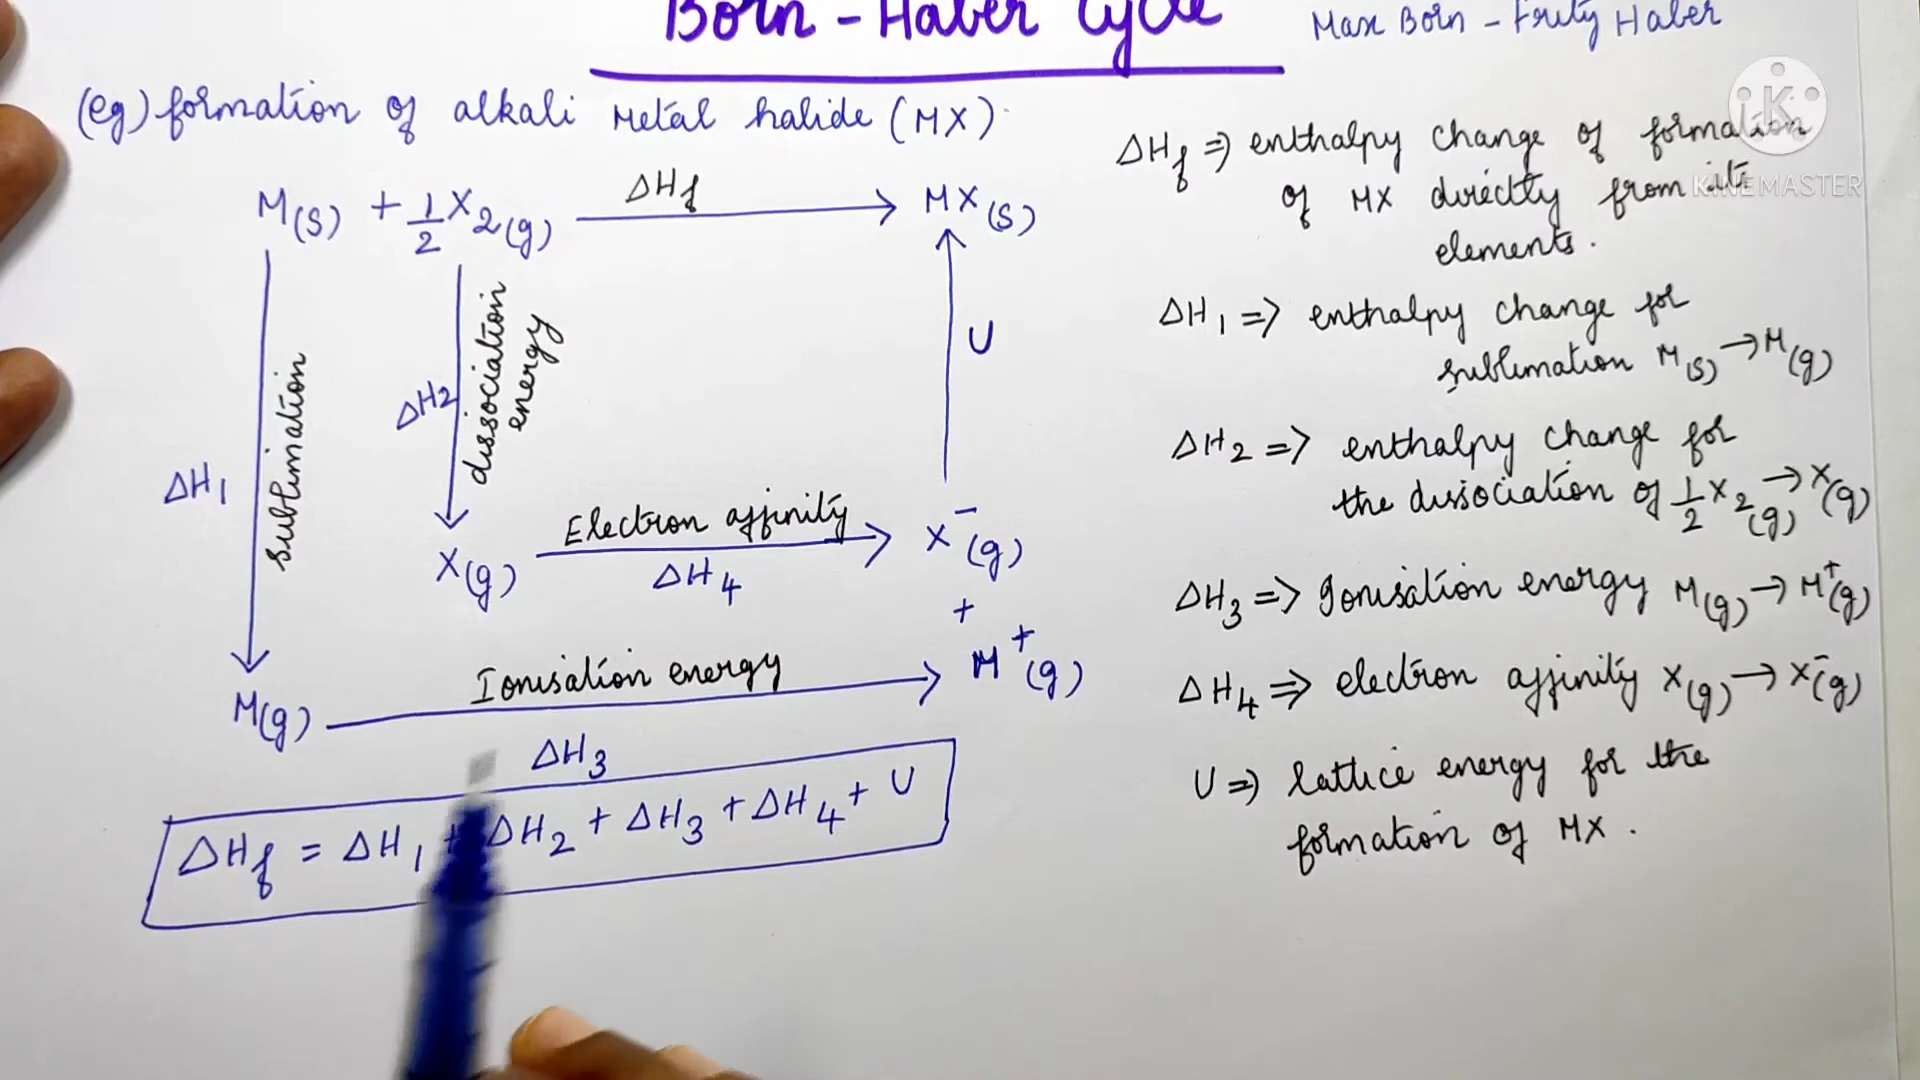 Born - Haber Cycle
Max Born - Fritz Haber
(eg) formation of alkali Metal halide (MX).
M(s) + 1/2 X2(g) → MX(s)
ΔHf
ΔH1
Sublimation
ΔH2
dissociation energy
U
X(g) → X⁻(g)
Electron affinity
ΔH4
+
M(g) → M⁺(g)
Ionisation energy
ΔH3
ΔHf = ΔH1 + ΔH2 + ΔH3 + ΔH4 + U
ΔHf ⇒ enthalpy change of formation
of MX directly from its
elements.
ΔH1 ⇒ enthalpy change for
sublimation M(s) → M(g)
ΔH2 ⇒ enthalpy change for
the dissociation of 1/2 X2(g) → X(g)
ΔH3 ⇒ Ionisation energy M(g) → M⁺(g)
ΔH4 ⇒ electron affinity X(g) → X⁻(g)
U ⇒ lattice energy for the
formation of MX.
K
KINEMASTER